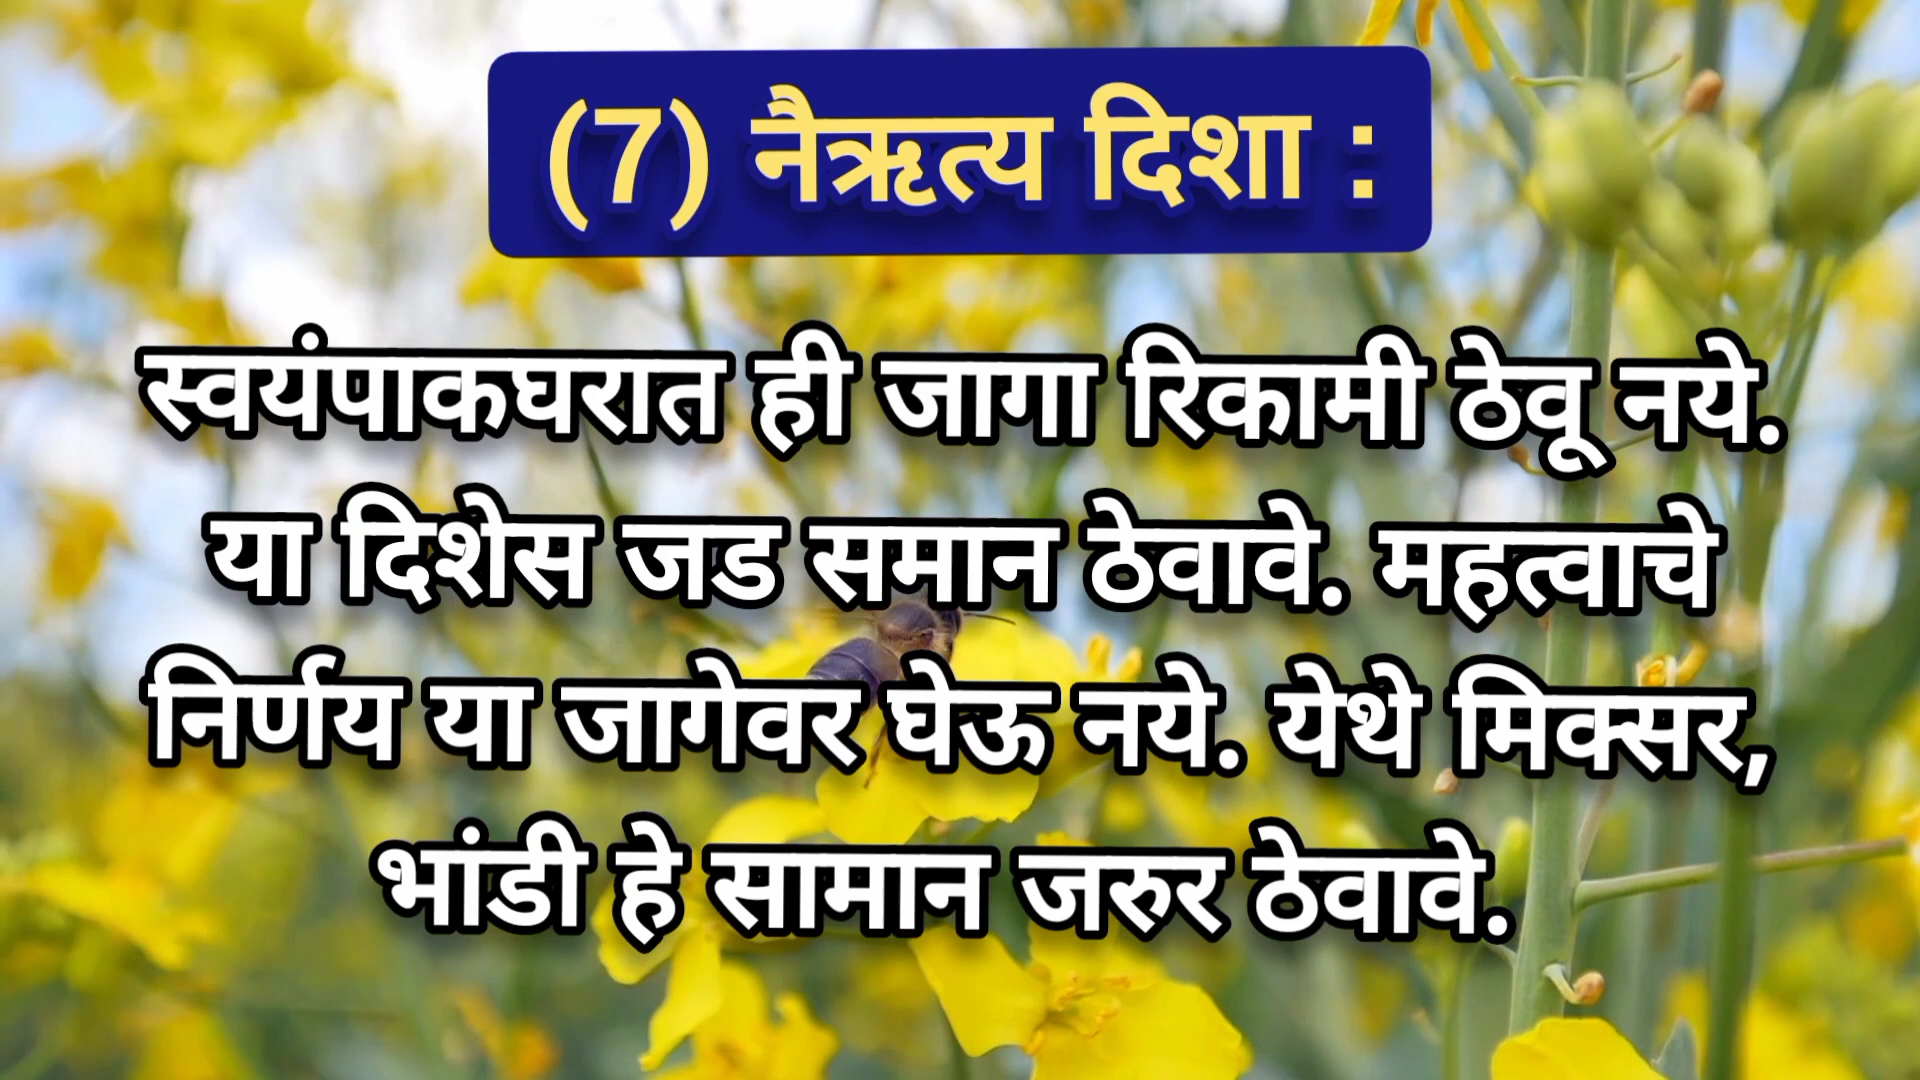 (7) नैऋत्य दिशा :
स्वयंपाकघरात ही जागा रिकामी ठेवू नये.
या दिशेस जड समान ठेवावे. महत्वाचे
निर्णय या जागेवर घेऊ नये. येथे मिक्सर,
भांडी हे सामान जरुर ठेवावे.